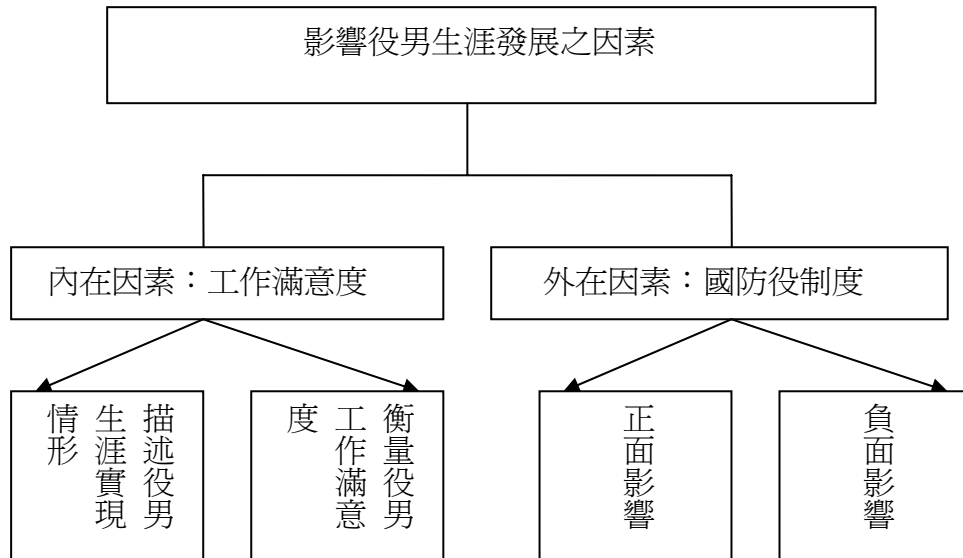 影響役男生涯發展之因素
內在因素：工作滿意度
外在因素：國防役制度
描述役男
生涯實現
情形
衡量役男
工作滿意
度
正面影響
負面影響